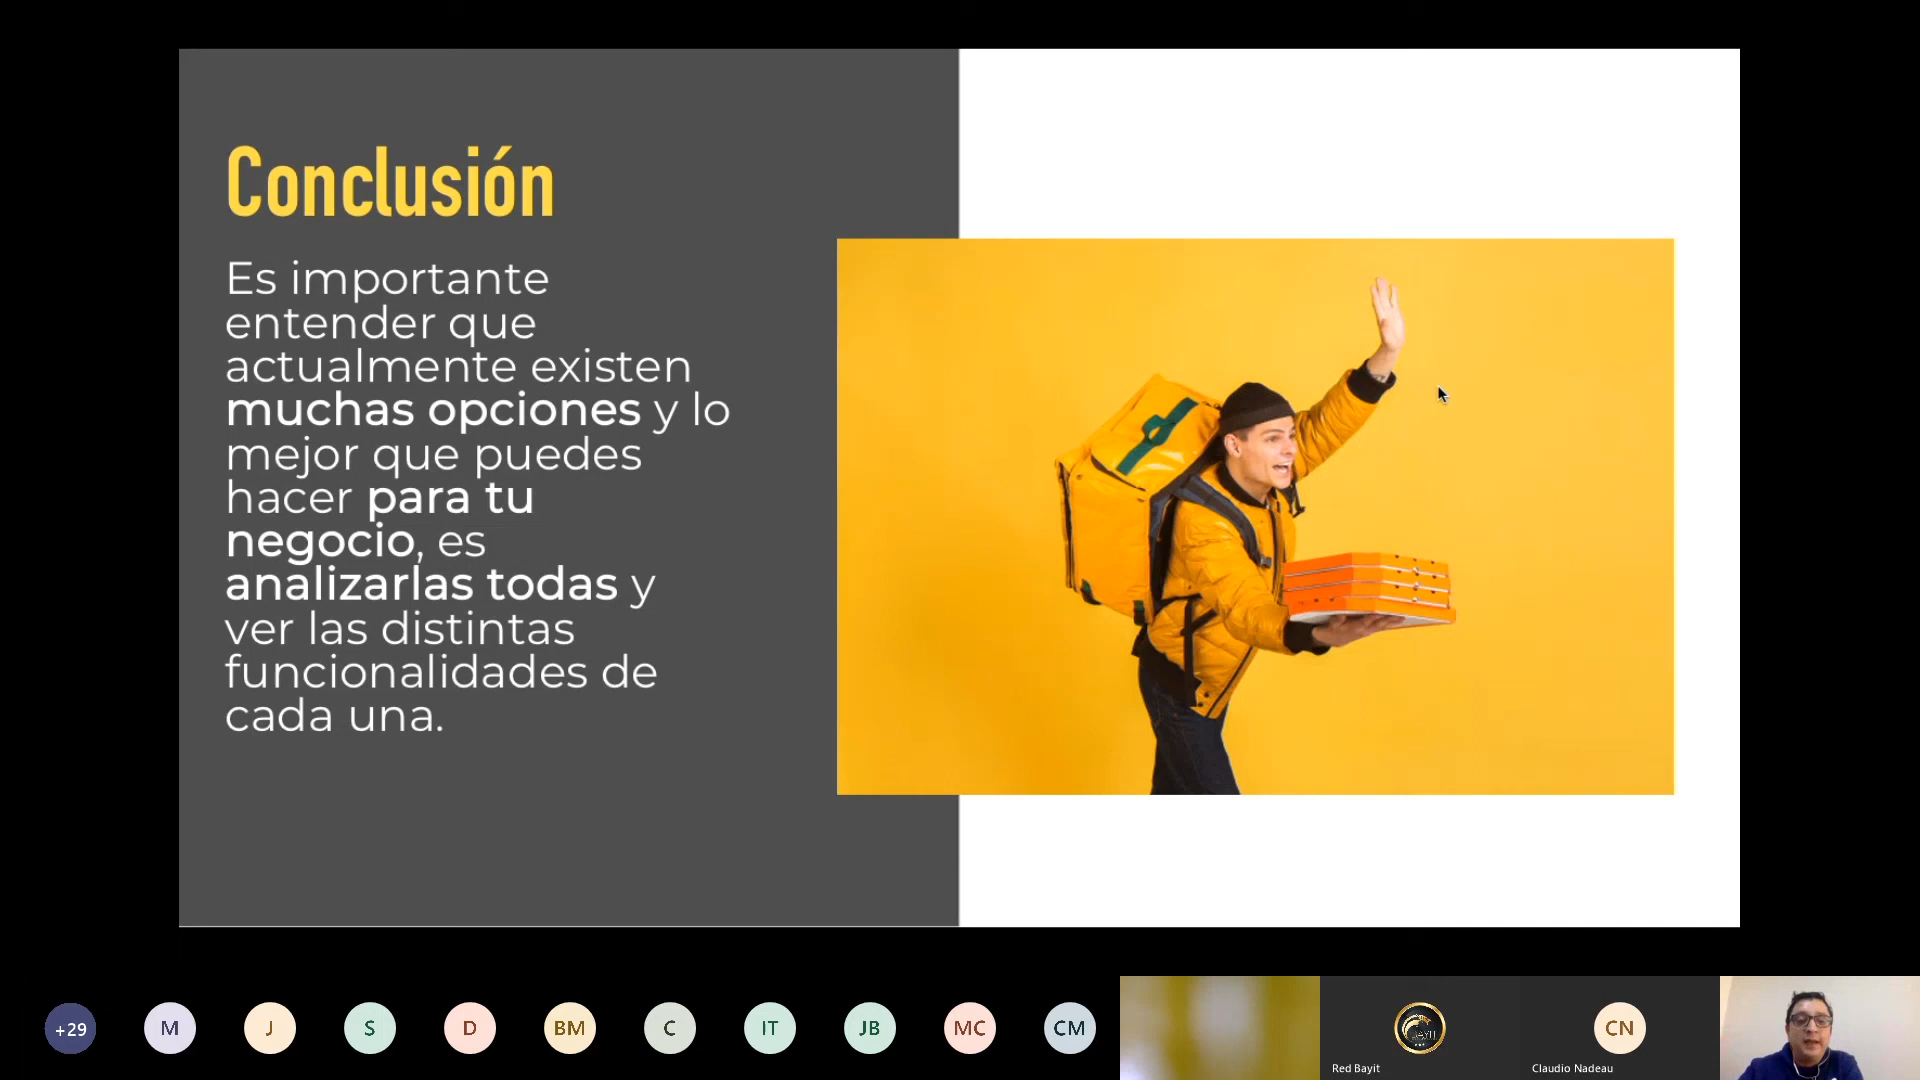 Conclusión
Es importante
entender que
actualmente existen
muchas opciones y lo
mejor que puedes
hacer para tu
negocio, es
analizarlas todas y
ver las distintas
funcionalidades de
cada una.
+29
M
J
S
D
BM
C
IT
JB
MC
CM
Red Bayit
CN
Claudio Nadeau